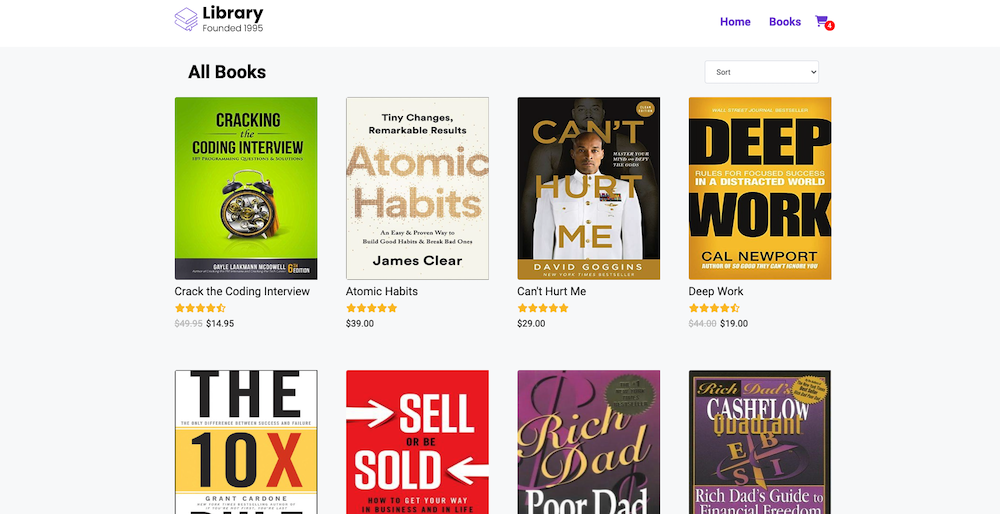 Library
Founded 1995
Home
Books
4
All Books
Sort
CRACKING
the
CODING INTERVIEW
189 PROGRAMMING QUESTIONS & SOLUTIONS
GAYLE LAAKMANN MCDOWELL
6TH
EDITION
Crack the Coding Interview
$49.95 $14.95
Tiny Changes,
Remarkable Results
Atomic
Habits
An Easy & Proven Way to
Build Good Habits & Break Bad Ones
James Clear
Atomic Habits
$39.00
CLEAN
EDITION
CAN'T
MASTER YOUR
MIND AND DEFY
THE ODDS
HURT
ME
DAVID GOGGINS
NEW YORK TIMES BESTSELLER
Can't Hurt Me
$29.00
WALL STREET JOURNAL BESTSELLER
DEEP
RULES FOR FOCUSED SUCCESS
IN A DISTRACTED WORLD
WORK
CAL NEWPORT
AUTHOR OF SO GOOD THEY CAN'T IGNORE YOU
Deep Work
$44.00 $19.00
THE
THE ONLY DIFFERENCE BETWEEN SUCCESS AND FAILURE
10X
GRANT CARDONE
SELL
OR BE
SOLD
HOW TO GET YOUR WAY
IN BUSINESS AND IN LIFE
Rich
Dad
Poor Dad
Rich Dad's
CASHFLOW
Quadrant
E B
S I
Rich Dad's Guide to
Financial Freedom